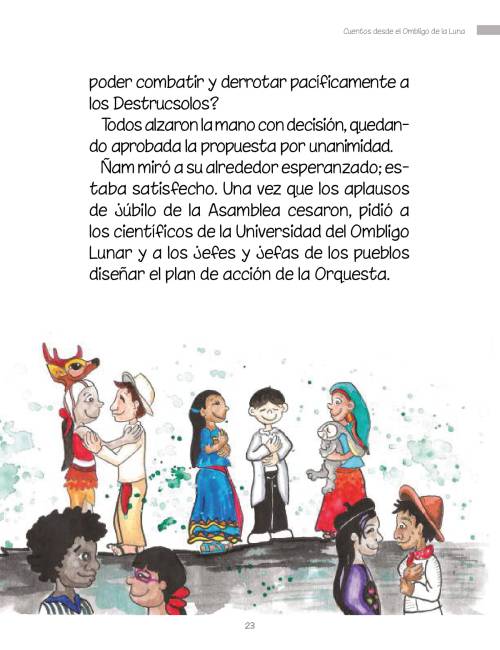 Cuentos desde el Ombligo de la Luna
poder combatir y derrotar pacíficamente a
los Destrucsolos?
Todos alzaron la mano con decisión, quedan-
do aprobada la propuesta por unanimidad.
Ñam miró a su alrededor esperanzado; es-
taba satisfecho. Una vez que los aplausos
de júbilo de la Asamblea cesaron, pidió a
los científicos de la Universidad del Ombligo
Lunar y a los jefes y jefas de los pueblos
diseñar el plan de acción de la Orquesta.
23